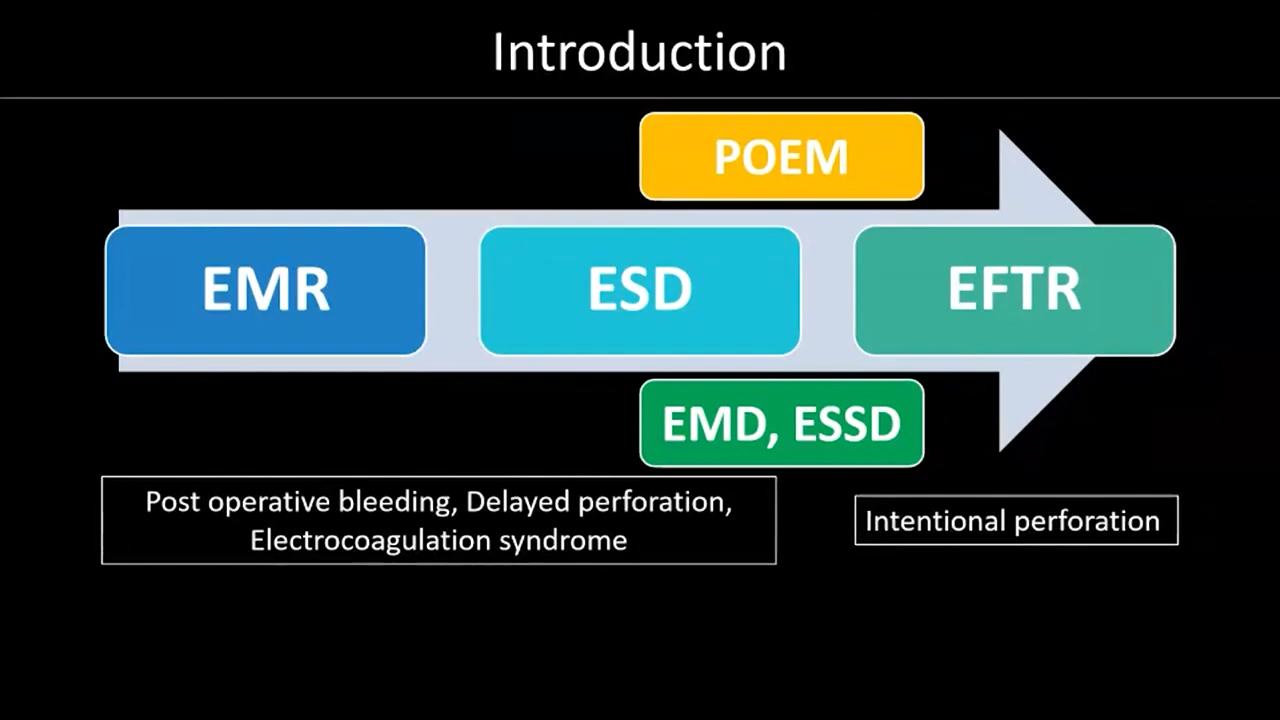 Introduction
POEM
EMR
ESD
EFTR
EMD, ESSD
Post operative bleeding, Delayed perforation,
Electrocoagulation syndrome
Intentional perforation